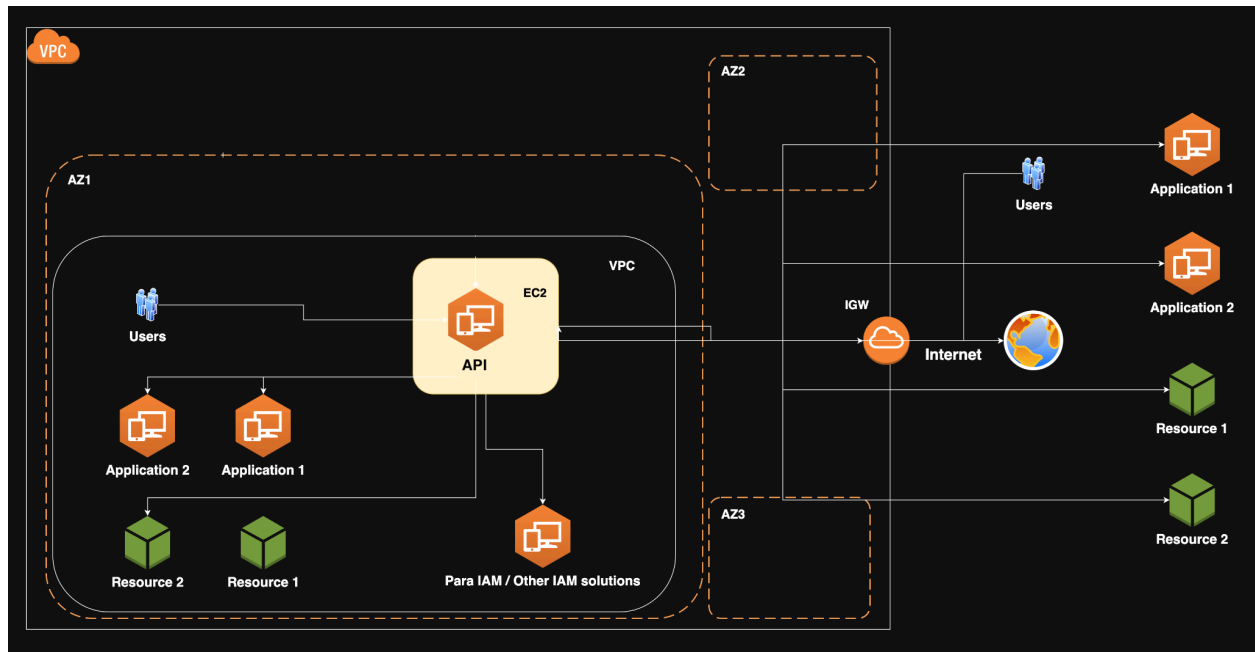 VPC
AZ2
AZ1
Application 1
Users
VPC
EC2
Application 2
IGW
Users
API
Internet
Application 2
Application 1
Resource 1
AZ3
Resource 2
Resource 2
Resource 1
Para IAM / Other IAM solutions